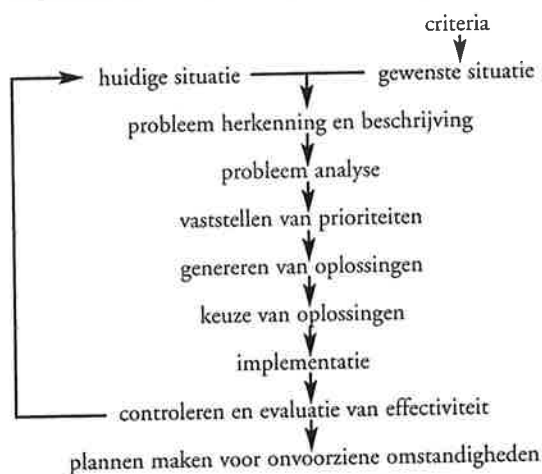 criteria
huidige situatie gewenste situatie
probleem herkenning en beschrijving
probleem analyse
vaststellen van prioriteiten
genereren van oplossingen
keuze van oplossingen
implementatie
controleren en evaluatie van effectiviteit
plannen maken voor onvoorziene omstandigheden